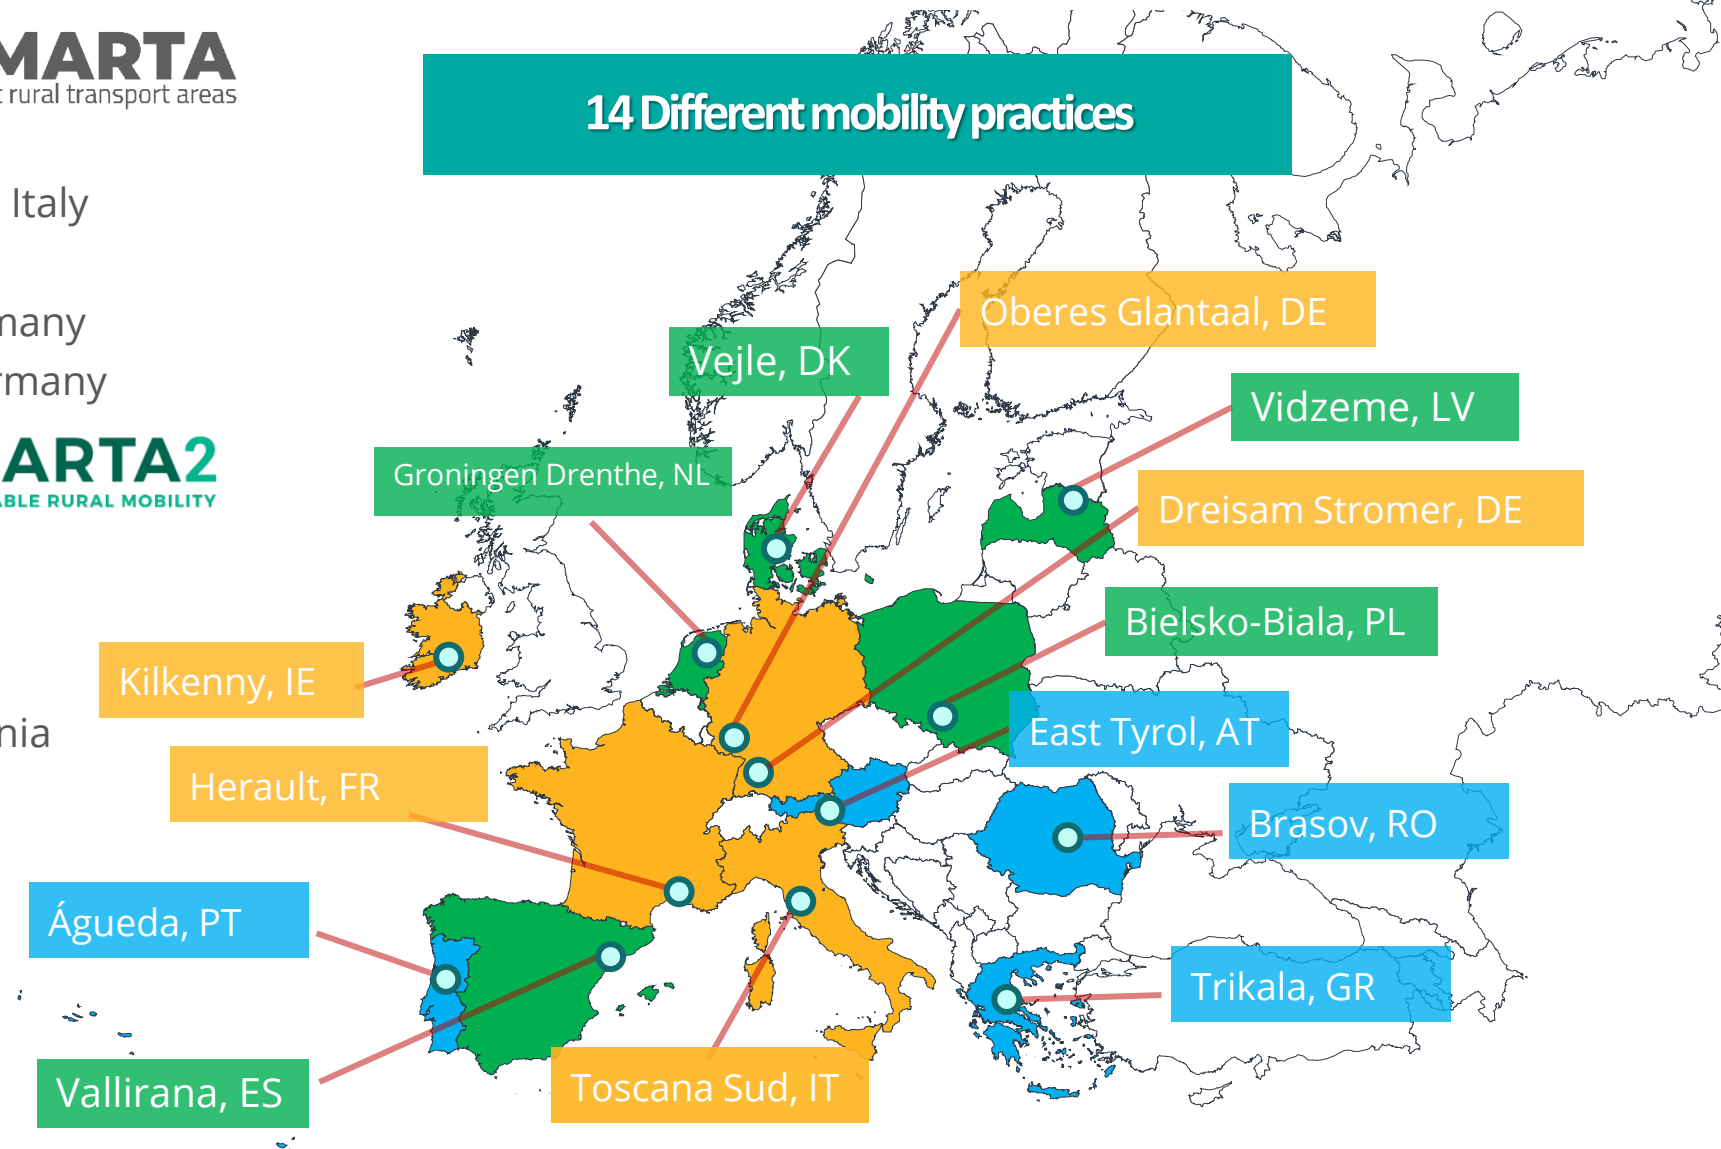 MARTA
rural transport areas
Italy
many
rmany
ARTA2
ABLE RURAL MOBILITY
nia
14 Different mobility practices
Oberes Glantaal, DE
Vejle, DK
Vidzeme, LV
Groningen Drenthe, NL
Dreisam Stromer, DE
Bielsko-Biala, PL
Kilkenny, IE
East Tyrol, AT
Herault, FR
Brasov, RO
Águeda, PT
Trikala, GR
Vallirana, ES
Toscana Sud, IT